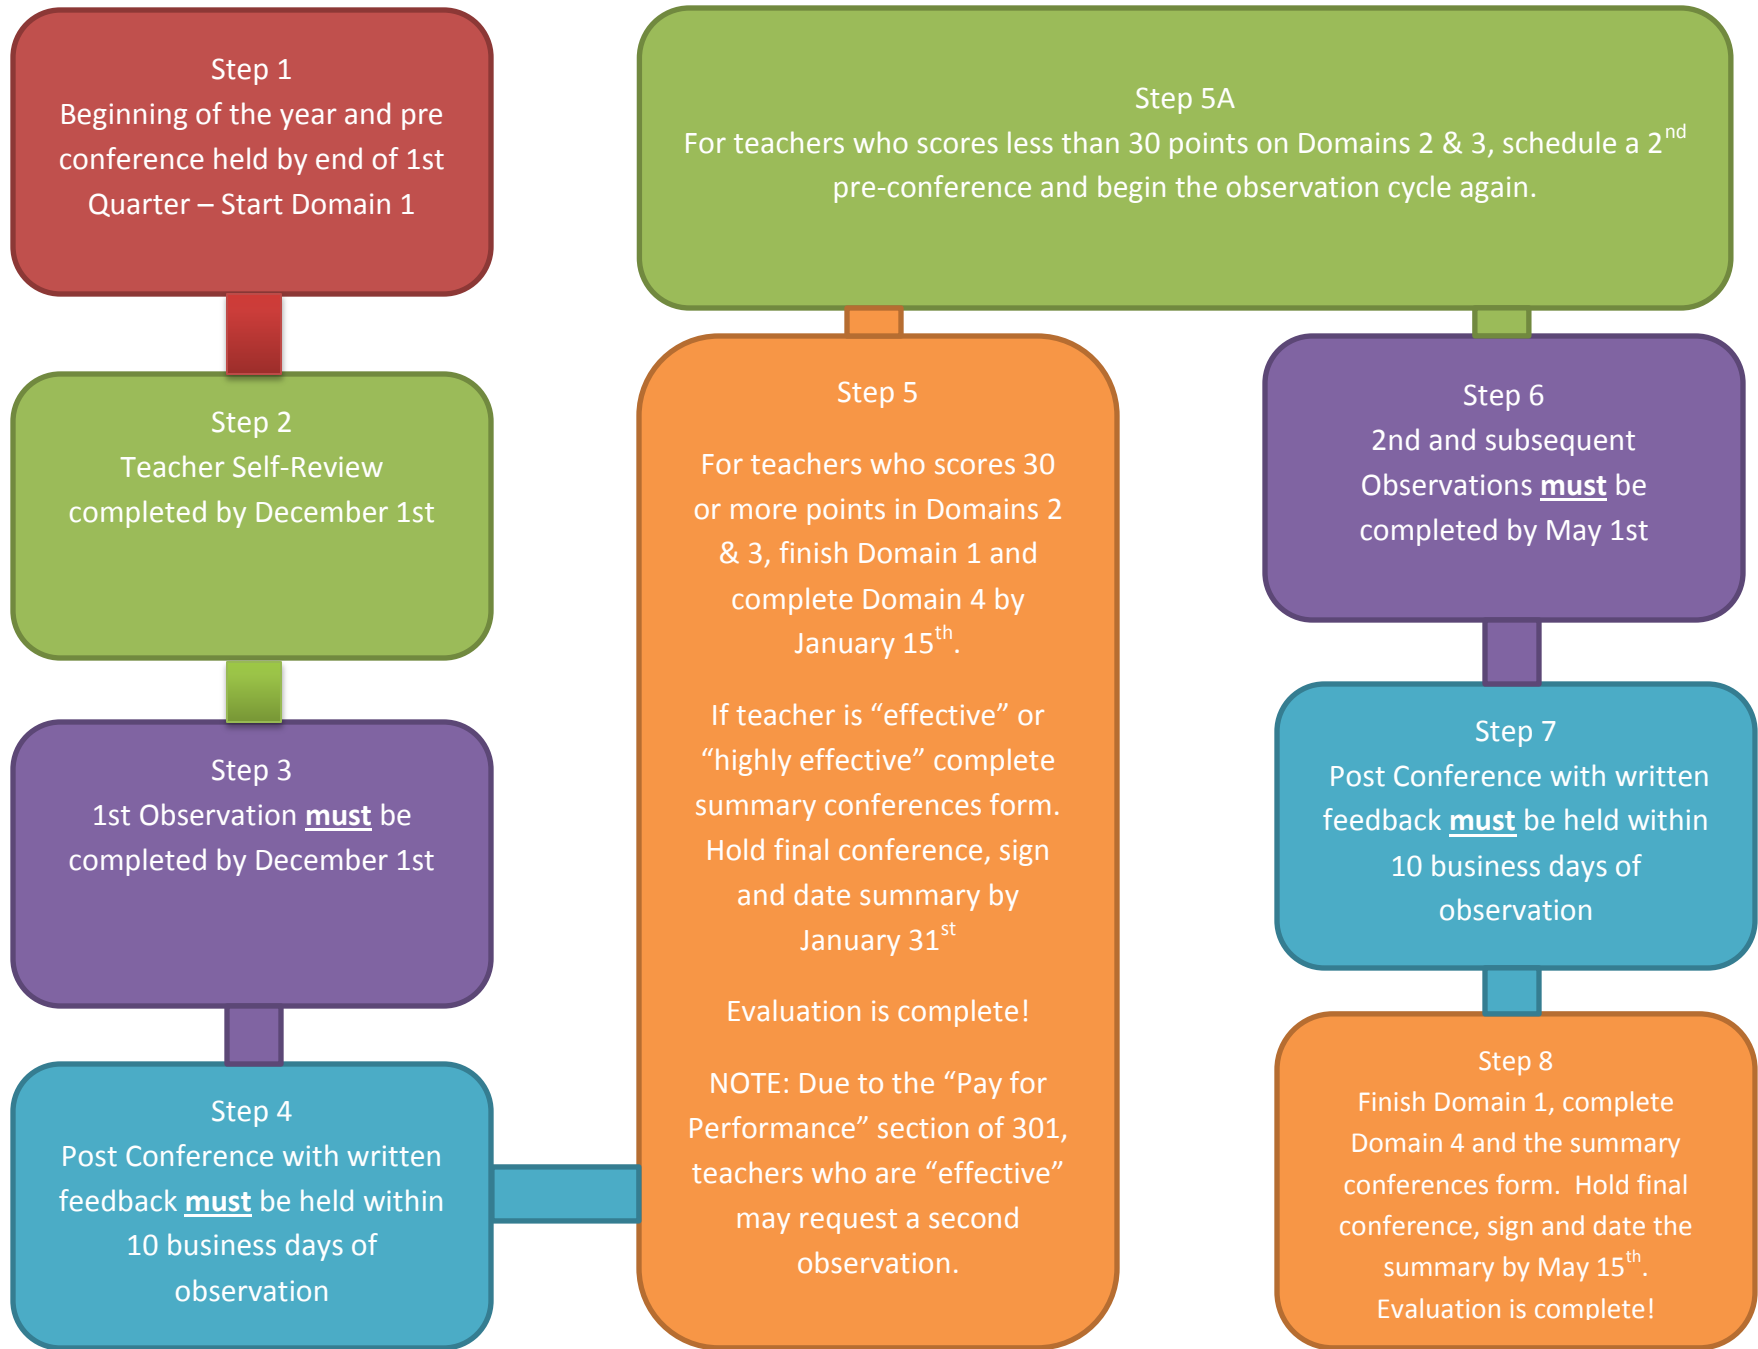 Step 1
Beginning of the year and pre
conference held by end of 1st
Quarter – Start Domain 1
Step 2
Teacher Self-Review
completed by December 1st
Step 3
1st Observation must be
completed by December 1st
Step 4
Post Conference with written
feedback must be held within
10 business days of
observation
Step 5
For teachers who scores 30
or more points in Domains 2
& 3, finish Domain 1 and
complete Domain 4 by
January 15th.
If teacher is “effective” or
“highly effective” complete
summary conferences form.
Hold final conference, sign
and date summary by
January 31st
Evaluation is complete!
NOTE: Due to the “Pay for
Performance” section of 301,
teachers who are “effective”
may request a second
observation.
Step 5A
For teachers who scores less than 30 points on Domains 2 & 3, schedule a 2nd
pre-conference and begin the observation cycle again.
Step 6
2nd and subsequent
Observations must be
completed by May 1st
Step 7
Post Conference with written
feedback must be held within
10 business days of
observation
Step 8
Finish Domain 1, complete
Domain 4 and the summary
conferences form.  Hold final
conference, sign and date the
summary by May 15th.
Evaluation is complete!